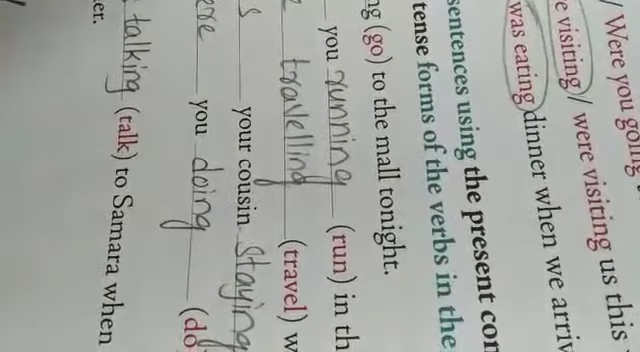 / Were you going
e visiting / were visiting us this
was eating dinner when we arriv
sentences using the present con
tense forms of the verbs in the
ng (go) to the mall tonight.
you running (run) in th
travelling (travel) w
s your cousin staying
ere you doing (do
talking (talk) to Samara when
er.